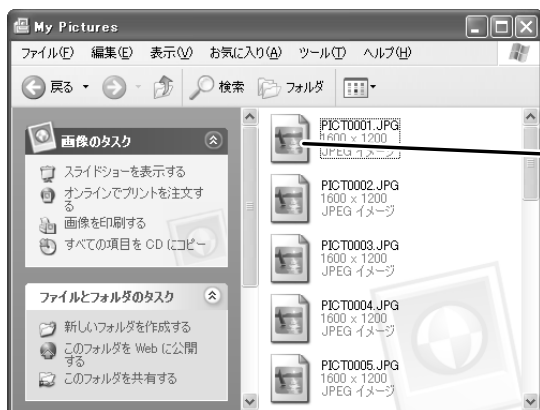 My Pictures
ファイル(F) 編集(E) 表示(V) お気に入り(A) ツール(T) ヘルプ(H)
戻る 検索 フォルダ
画像のタスク
スライドショーを表示する
オンラインでプリントを注文す
る
画像を印刷する
すべての項目を CD にコピー
ファイルとフォルダのタスク
新しいフォルダを作成する
このフォルダを Web に公開
する
このフォルダを共有する
PICT0001.JPG
1600 x 1200
JPEG イメージ
PICT0002.JPG
1600 x 1200
JPEG イメージ
PICT0003.JPG
1600 x 1200
JPEG イメージ
PICT0004.JPG
1600 x 1200
JPEG イメージ
PICT0005.JPG
1600 x 1200
JPEG イメージ